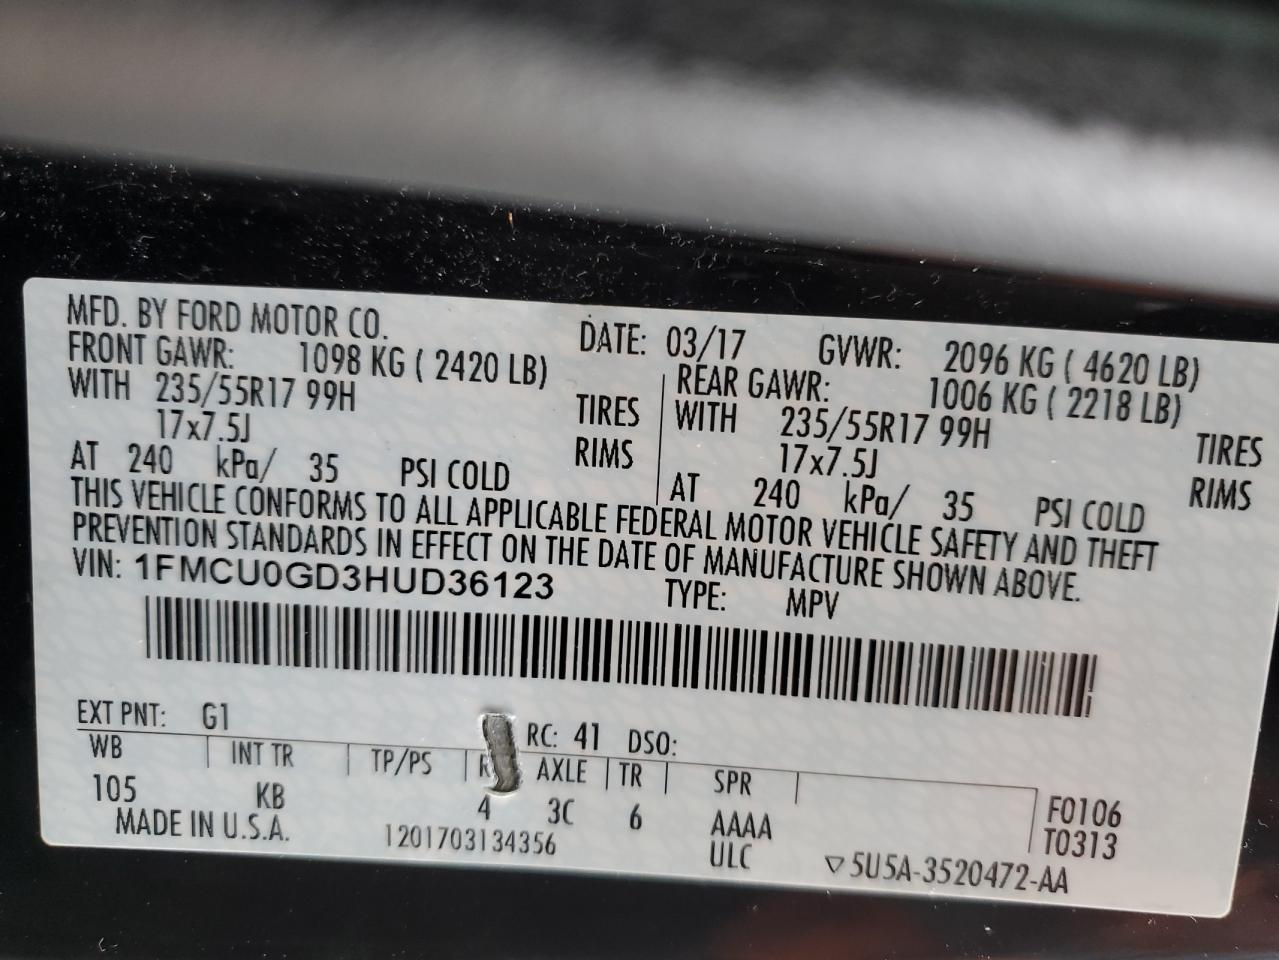 MFD. BY FORD MOTOR CO. DATE: 03/17 GVWR: 2096 KG ( 4620 LB)
FRONT GAWR: 1098 KG ( 2420 LB) REAR GAWR: 1006 KG ( 2218 LB)
WITH 235/55R17 99H TIRES WITH 235/55R17 99H TIRES
17x7.5J RIMS 17x7.5J RIMS
AT 240 kPa/ 35 PSI COLD AT 240 kPa/ 35 PSI COLD
THIS VEHICLE CONFORMS TO ALL APPLICABLE FEDERAL MOTOR VEHICLE SAFETY AND THEFT
PREVENTION STANDARDS IN EFFECT ON THE DATE OF MANUFACTURE SHOWN ABOVE.
VIN: 1FMCU0GD3HUD36123 TYPE: MPV
EXT PNT: G1 RC: 41 DSO:
WB INT TR TP/PS AXLE TR SPR
105 KB 4 3C 6 AAAA F0106
MADE IN U.S.A. 1201703134356 ULC T0313
▽5U5A-3520472-AA